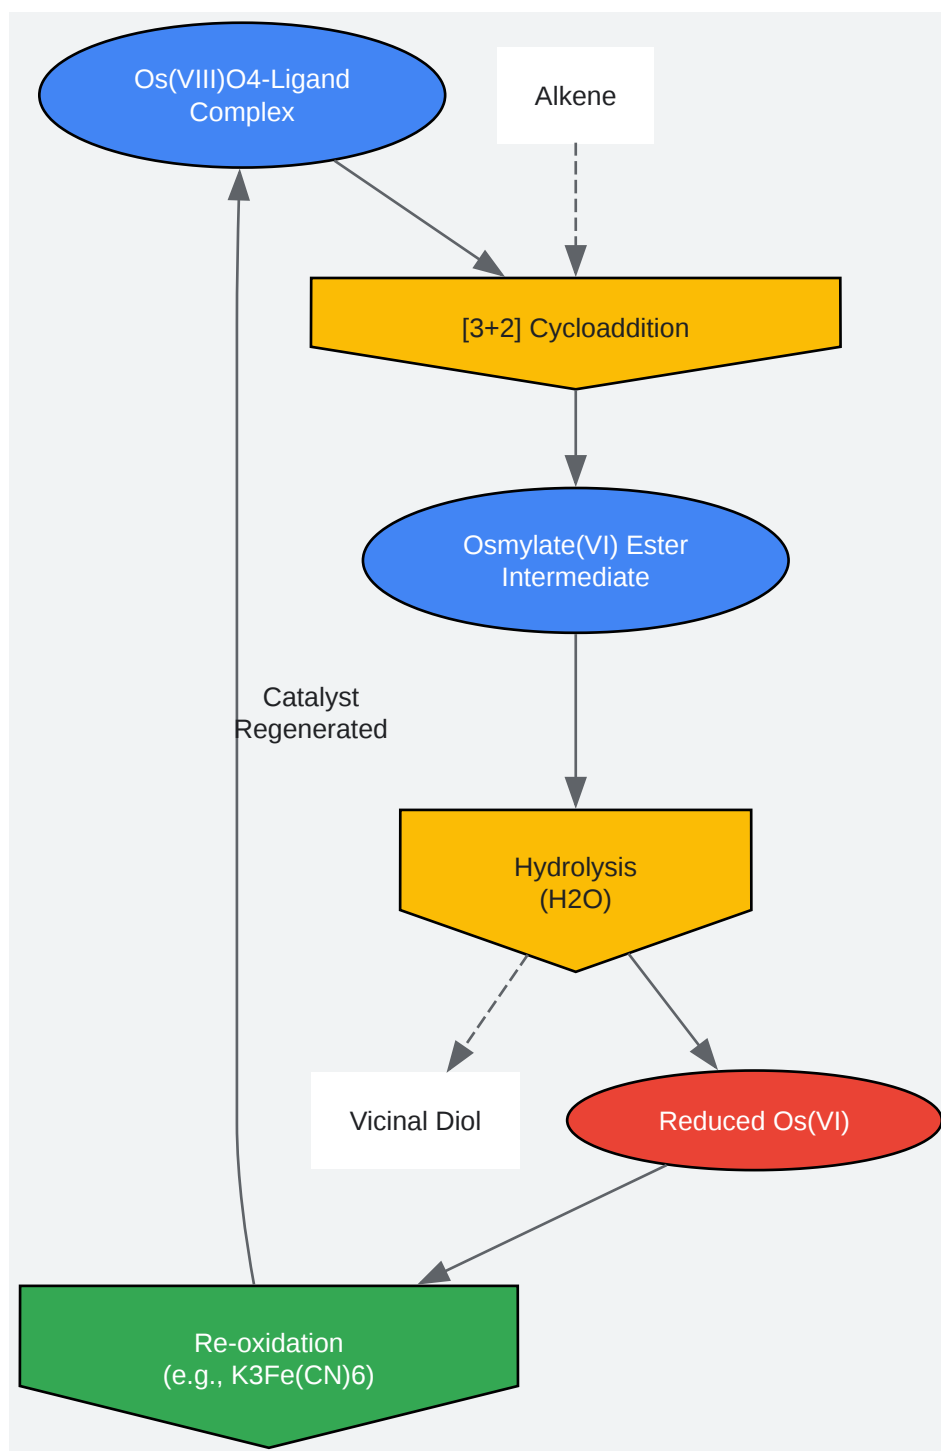 Os(VIII)O4-Ligand
Complex
Alkene
[3+2] Cycloaddition
Osmylate(VI) Ester
Intermediate
Catalyst
Regenerated
Hydrolysis
(H2O)
Vicinal Diol
Reduced Os(VI)
Re-oxidation
(e.g., K3Fe(CN)6)